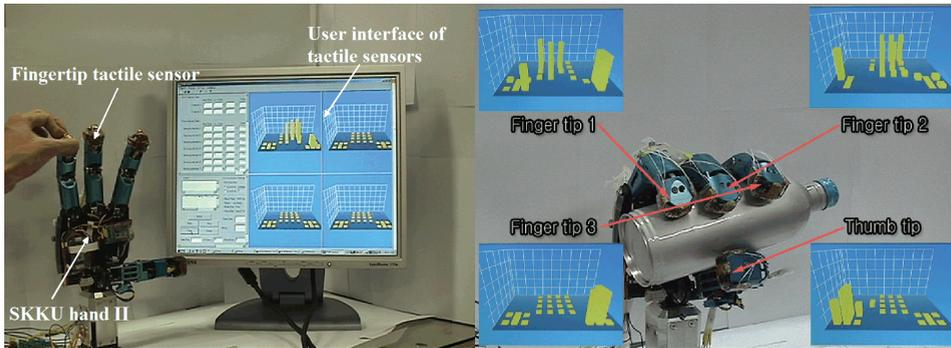 User interface of
tactile sensors
Fingertip tactile sensor
SKKU hand II
Finger tip 1
Finger tip 2
Finger tip 3
Thumb tip